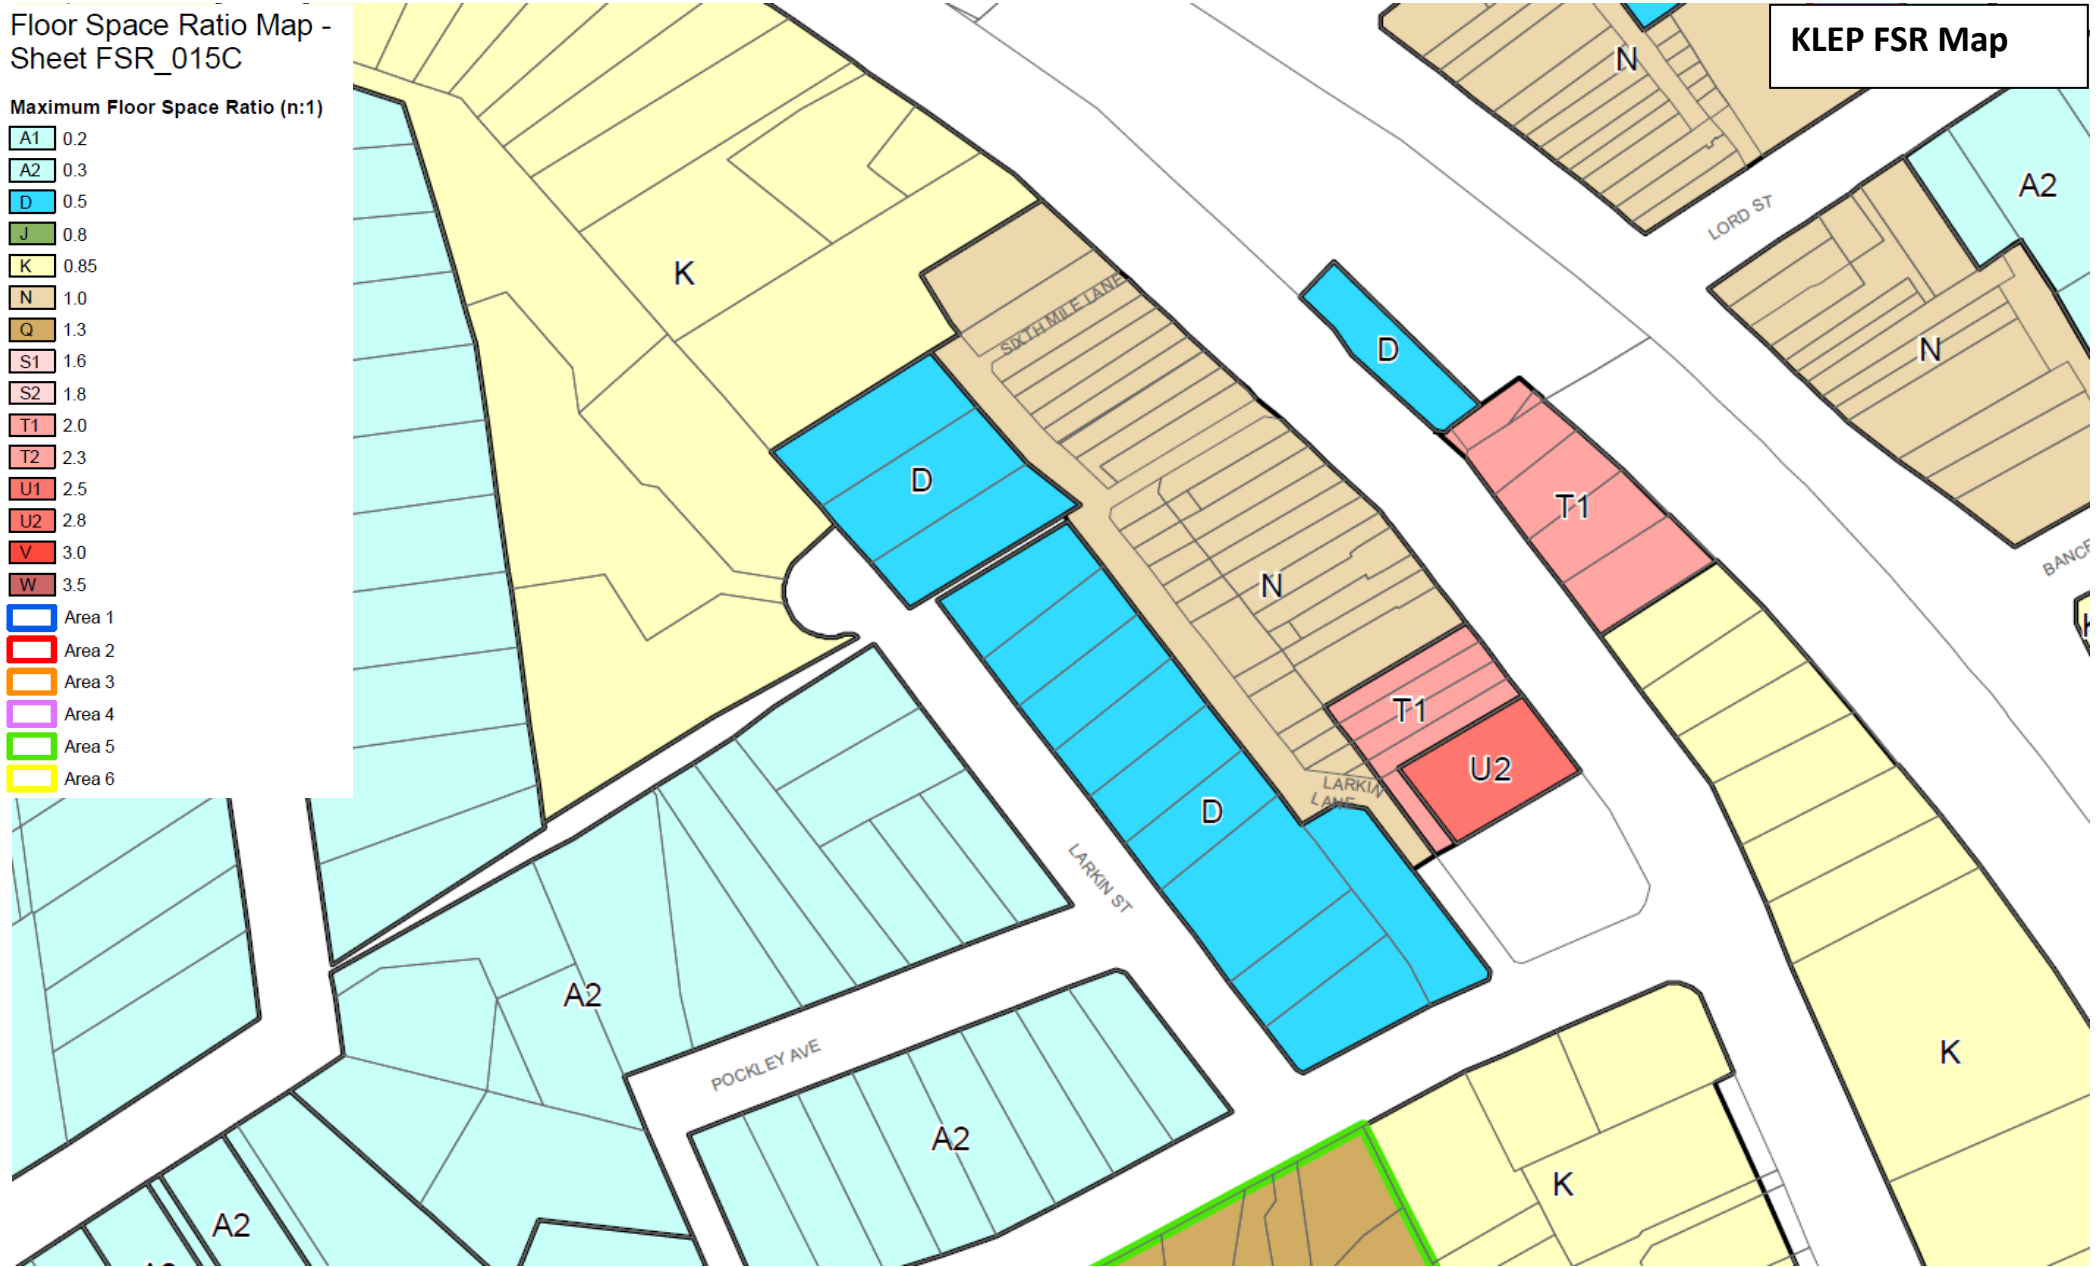 Floor Space Ratio Map -
Sheet FSR_015C
Maximum Floor Space Ratio (n:1)
A1 0.2
A2 0.3
D 0.5
J 0.8
K 0.85
N 1.0
Q 1.3
S1 1.6
S2 1.8
T1 2.0
T2 2.3
U1 2.5
U2 2.8
V 3.0
W 3.5
Area 1
Area 2
Area 3
Area 4
Area 5
Area 6
KLEP FSR Map
N
A2
LORD ST
K
SIXTH MILE LANE
D
N
D
T1
N
T1
U2
LARKIN
LANE
D
LARKIN ST
A2
POCKLEY AVE
A2
K
K
A2